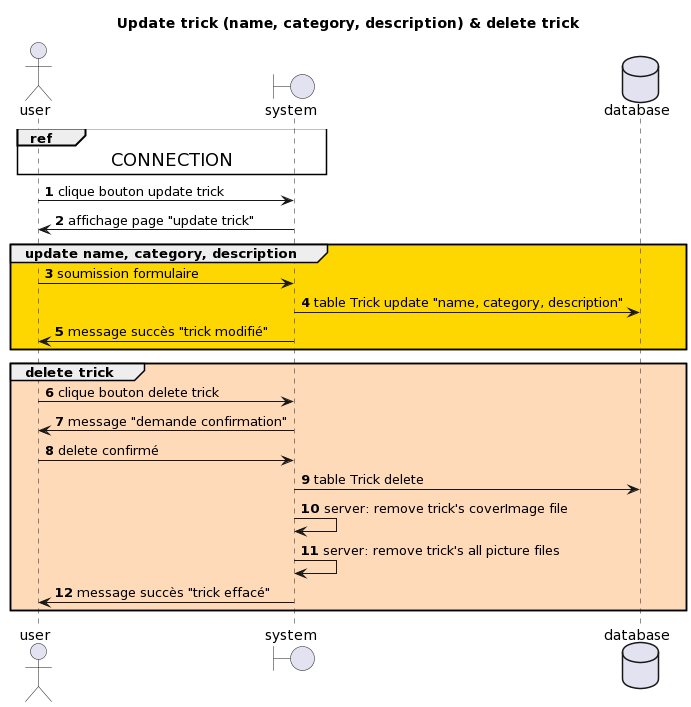 Update trick (name, category, description) & delete trick
user
system
database
ref
CONNECTION
1 clique bouton update trick
2 affichage page "update trick"
update name, category, description
3 soumission formulaire
4 table Trick update "name, category, description"
5 message succès "trick modifié"
delete trick
6 clique bouton delete trick
7 message "demande confirmation"
8 delete confirmé
9 table Trick delete
10 server: remove trick's coverImage file
11 server: remove trick's all picture files
12 message succès "trick effacé"
user
system
database